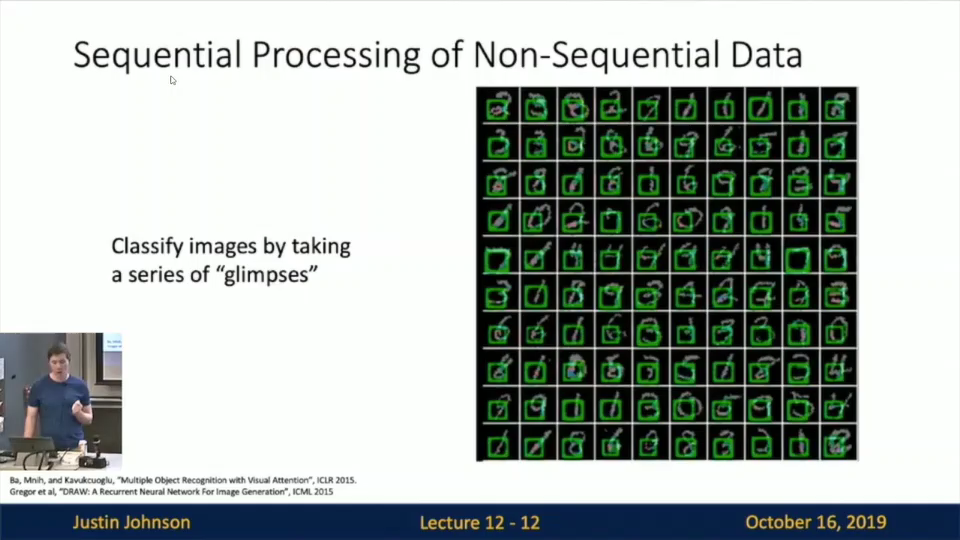 Sequential Processing of Non-Sequential Data
Classify images by taking
a series of “glimpses”
Ba, Mnih, and Kavukcuoglu, “Multiple Object Recognition with Visual Attention”, ICLR 2015.
Gregor et al, “DRAW: A Recurrent Neural Network For Image Generation”, ICML 2015
Justin Johnson
Lecture 12 - 12
October 16, 2019